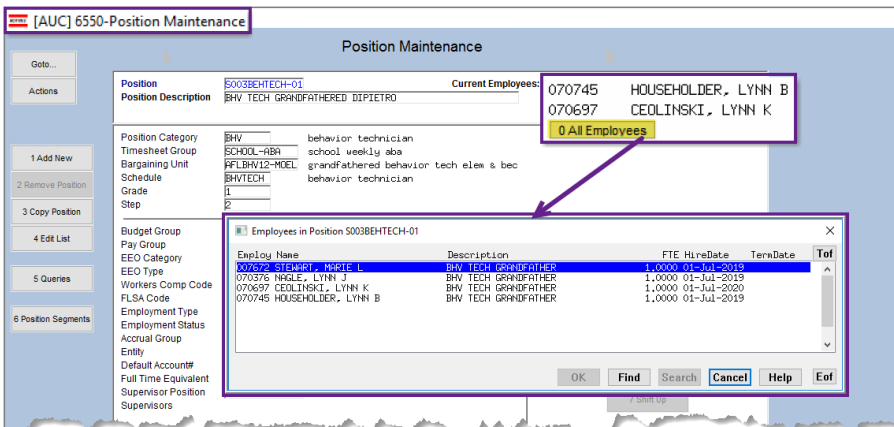 [AUC] 6550-Position Maintenance
Position Maintenance
Goto...
Actions
1 Add New
2 Remove Position
3 Copy Position
4 Edit List
5 Queries
6 Position Segments
Position S003BEHTECH-01 Current Employees:
Position Description BHV TECH GRANDFATHERED DIPIETRO
070745 HOUSEHOLDER, LYNN B
070697 CEOLINSKI, LYNN K
0 All Employees
Position Category BHV behavior technician
Timesheet Group SCHOOL-ABA school weekly aba
Bargaining Unit AFLBHV12-MOEL grandfathered behavior tech elem & bec
Schedule BHVTECH behavior technician
Grade 1
Step 2
Budget Group
Pay Group
EEO Category
EEO Type
Workers Comp Code
FLSA Code
Employment Type
Employment Status
Accrual Group
Entity
Default Account#
Full Time Equivalent
Supervisor Position
Supervisors
Employees in Position S003BEHTECH-01
Employ Name Description FTE HireDate TermDate Tof
007672 STEWART, MARIE L BHV TECH GRANDFATHER 1.0000 01-Jul-2019
070376 NAGLE, LYNN J BHV TECH GRANDFATHER 1.0000 01-Jul-2019
070697 CEOLINSKI, LYNN K BHV TECH GRANDFATHER 1.0000 01-Jul-2020
070745 HOUSEHOLDER, LYNN B BHV TECH GRANDFATHER 1.0000 01-Jul-2019
OK Find Search Cancel Help Eof
7 Shift Up